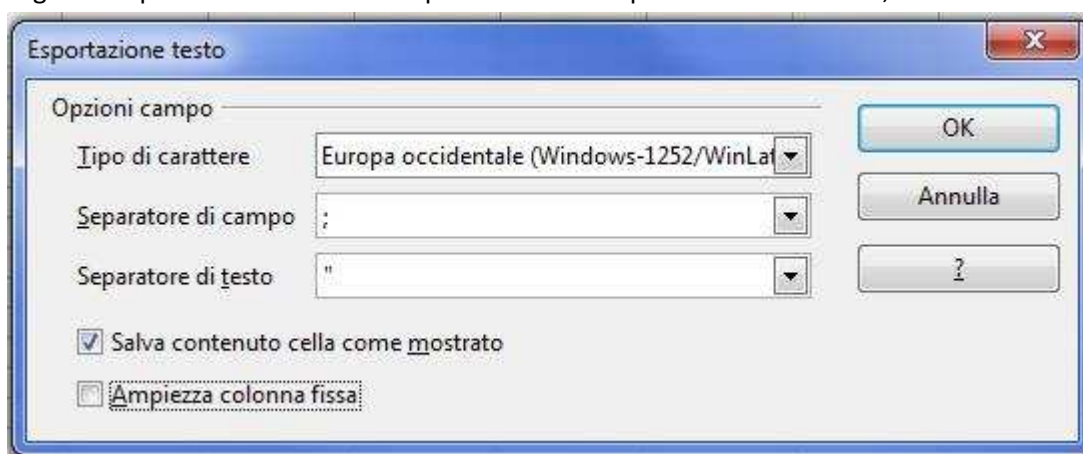 Esportazione testo
Opzioni campo
Tipo di carattere Europa occidentale (Windows-1252/WinLat
Separatore di campo ;
Separatore di testo "
Salva contenuto cella come mostrato
Ampiezza colonna fissa
OK
Annulla
?